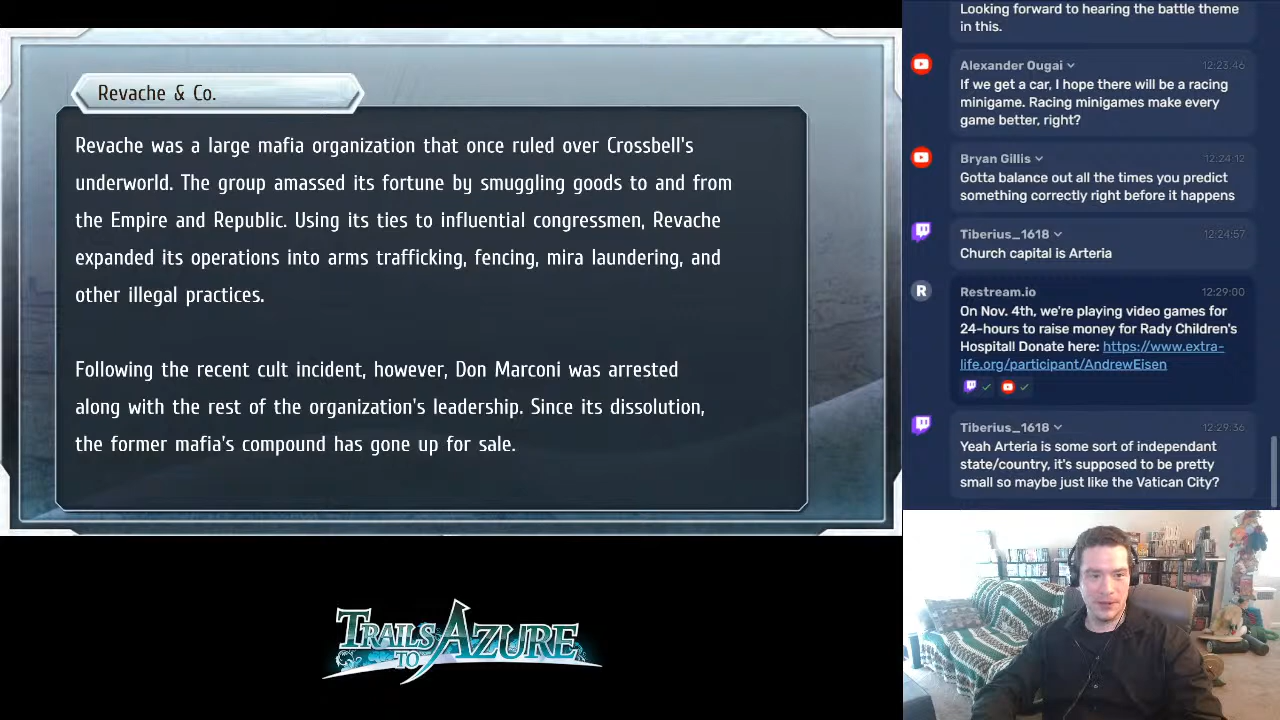 Revache & Co.
Revache was a large mafia organization that once ruled over Crossbell's
underworld. The group amassed its fortune by smuggling goods to and from
the Empire and Republic. Using its ties to influential congressmen, Revache
expanded its operations into arms trafficking, fencing, mira laundering, and
other illegal practices.
Following the recent cult incident, however, Don Marconi was arrested
along with the rest of the organization's leadership. Since its dissolution,
the former mafia's compound has gone up for sale.
TRAILS TO AZURE
Looking forward to hearing the battle theme
in this.
Alexander Ougai 12:23:46
If we get a car, I hope there will be a racing
minigame. Racing minigames make every
game better, right?
Bryan Gillis 12:24:12
Gotta balance out all the times you predict
something correctly right before it happens
Tiberius_1618 12:24:57
Church capital is Arteria
R Restream.io 12:29:00
On Nov. 4th, we're playing video games for
24-hours to raise money for Rady Children's
Hospital! Donate here: https://www.extra-
life.org/participant/AndrewEisen
Tiberius_1618 12:29:36
Yeah Arteria is some sort of independant
state/country, it's supposed to be pretty
small so maybe just like the Vatican City?